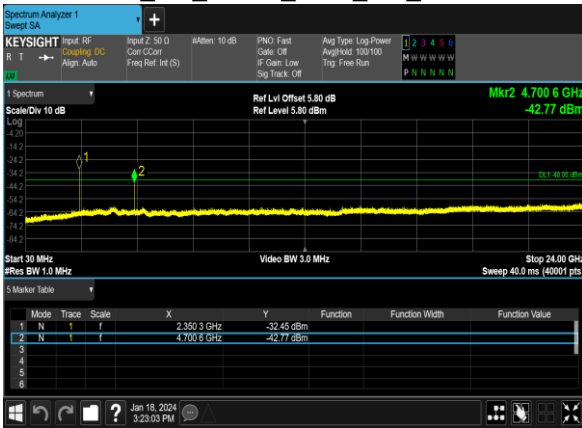 Spectrum Analyzer 1
Swept SA
+
KEYSIGHT Input: RF Input Z: 50 Ω #Atten: 10 dB PNO: Fast Avg Type: Log-Power 1 2 3 4 5 6
R T Coupling: DC Corr CCorr Gate: Off Avg|Hold: 100/100 M W W W W W
Align: Auto Freq Ref: Int (S) IF Gain: Low Trig: Free Run
LU Sig Track: Off P N N N N N
1 Spectrum Ref Lvl Offset 5.80 dB Mkr2 4.700 6 GHz
Scale/Div 10 dB Ref Level 5.80 dBm -42.77 dBm
Log
-4.20
-14.2
1
-24.2
2
-34.2
DL1 -40.00 dBm
-44.2
-54.2
-64.2
-74.2
-84.2
Start 30 MHz Video BW 3.0 MHz Stop 24.00 GHz
#Res BW 1.0 MHz Sweep 40.0 ms (40001 pts
5 Marker Table
Mode Trace Scale X Y Function Function Width Function Value
1 N 1 f 2.350 3 GHz -32.45 dBm
2 N 1 f 4.700 6 GHz -42.77 dBm
3
4
5
6
? Jan 18, 2024
3:23:03 PM